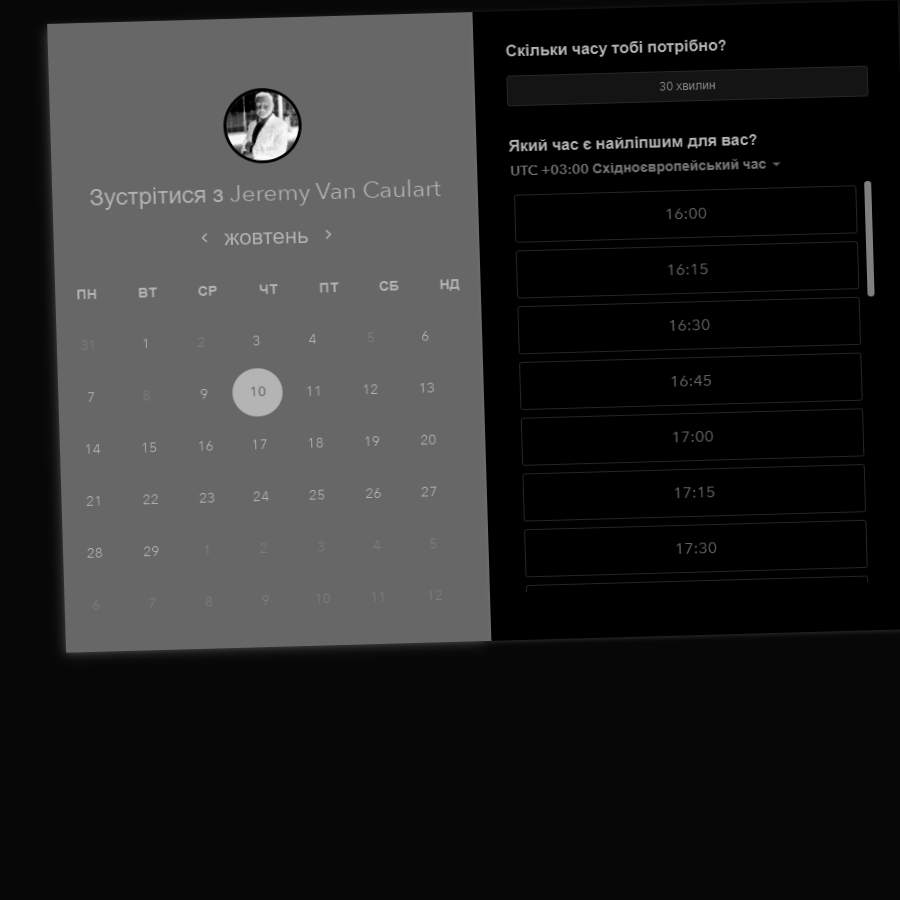 Зустрітися з Jeremy Van Caulart
жовтень
ПН ВТ СР ЧТ ПТ СБ НД
31 1 2 3 4 5 6
7 8 9 10 11 12 13
14 15 16 17 18 19 20
21 22 23 24 25 26 27
28 29 1 2 3 4 5
6 7 8 9 10 11 12
Скільки часу тобі потрібно?
30 хвилин
Який час є найліпшим для вас?
UTC +03:00 Східноєвропейський час
16:00
16:15
16:30
16:45
17:00
17:15
17:30